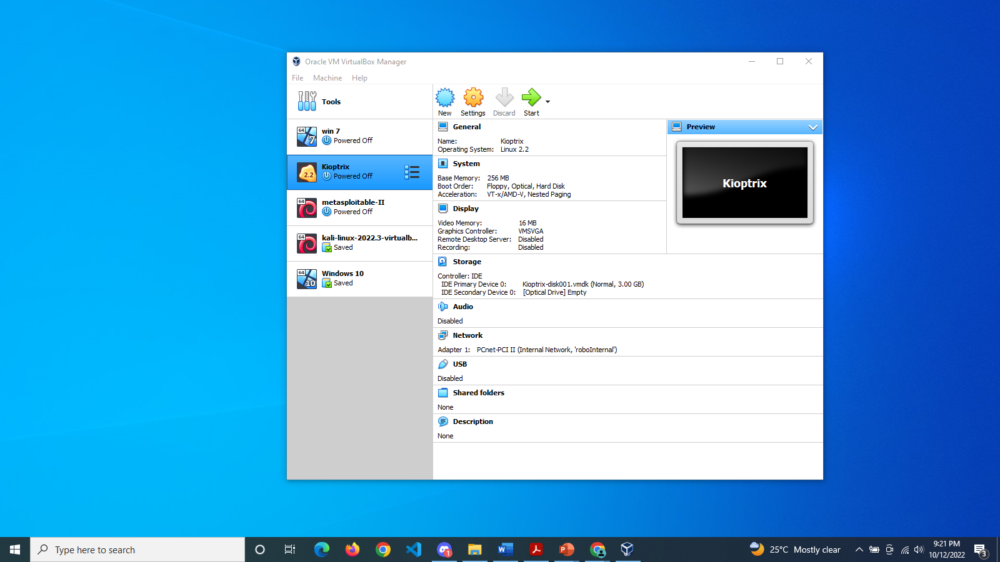 Oracle VM VirtualBox Manager
File Machine Help
Tools
New Settings Discard Start
64 7 win 7
Powered Off
2.2 Kioptrix
Powered Off
64 metasploitable-II
Powered Off
64 kali-linux-2022.3-virtualb...
Saved
64 10 Windows 10
Saved
General
Name: Kioptrix
Operating System: Linux 2.2
System
Base Memory: 256 MB
Boot Order: Floppy, Optical, Hard Disk
Acceleration: VT-x/AMD-V, Nested Paging
Display
Video Memory: 16 MB
Graphics Controller: VMSVGA
Remote Desktop Server: Disabled
Recording: Disabled
Storage
Controller: IDE
IDE Primary Device 0: Kioptrix-disk001.vmdk (Normal, 3.00 GB)
IDE Secondary Device 0: [Optical Drive] Empty
Audio
Disabled
Network
Adapter 1: PCnet-PCI II (Internal Network, 'roboInternal')
USB
Disabled
Shared folders
None
Description
None
Preview
Kioptrix
Type here to search
1
W
P
25°C Mostly clear
9:21 PM
10/12/2022
3